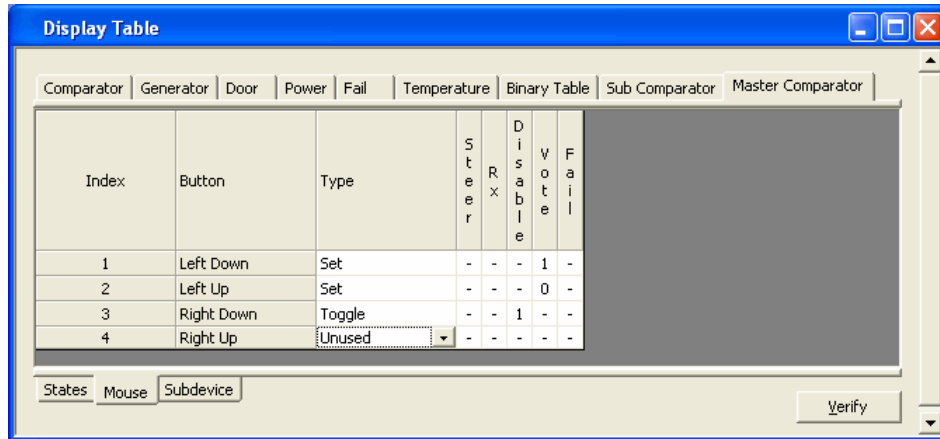 Display Table
Comparator Generator Door Power Fail Temperature Binary Table Sub Comparator Master Comparator
Index Button Type Steer Rx Disable Vote Fail
1 Left Down Set - - - 1 -
2 Left Up Set - - - 0 -
3 Right Down Toggle - - 1 - -
4 Right Up Unused - - - - -
States Mouse Subdevice
Verify